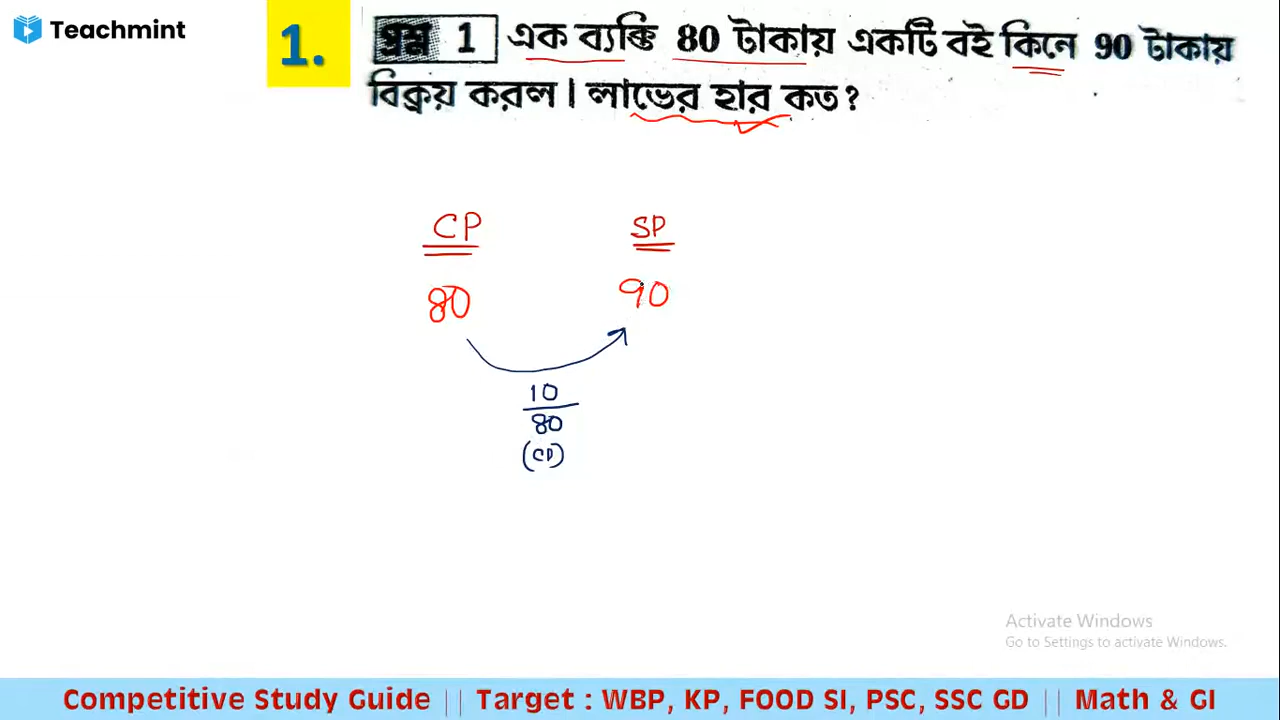 Teachmint
1. প্রশ্ন 1 এক ব্যক্তি 80 টাকায় একটি বই কিনে 90 টাকায়
বিক্রয় করল। লাভের হার কত?
CP SP
80 90
10
80
(CP)
Activate Windows
Go to Settings to activate Windows.
Competitive Study Guide || Target : WBP, KP, FOOD SI, PSC, SSC GD || Math & GI